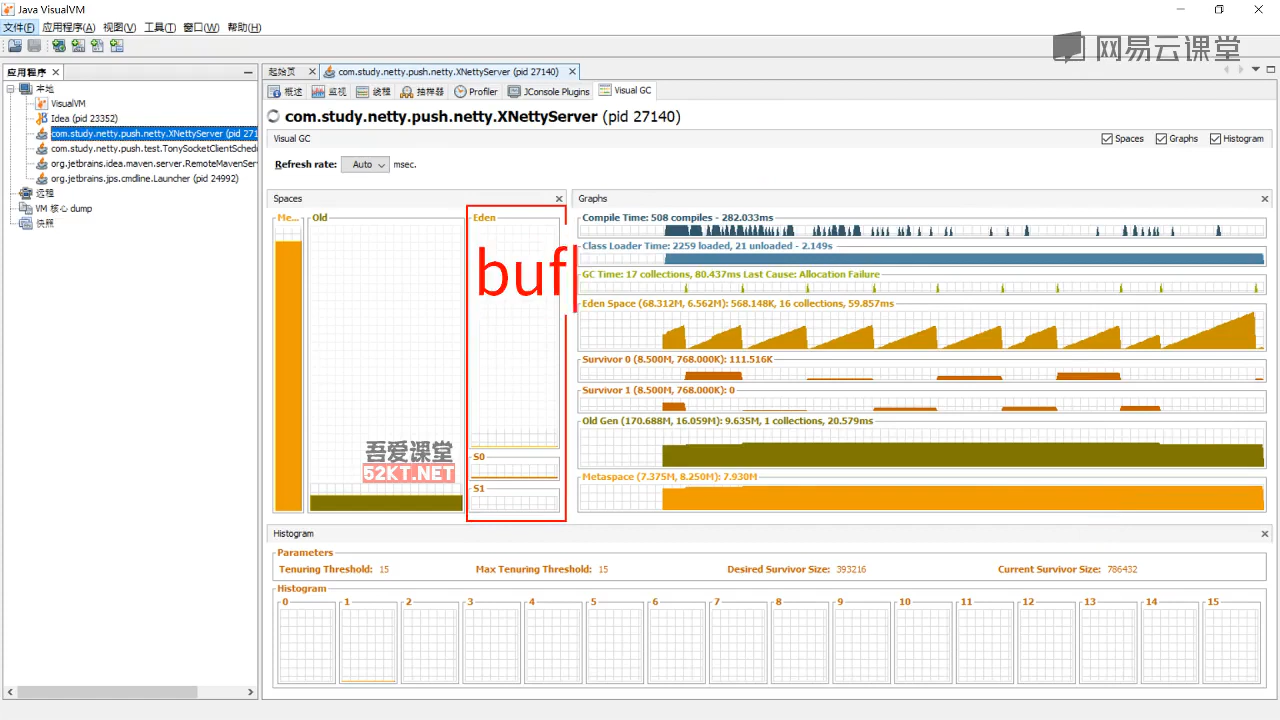 Java VisualVM
文件(F) 应用程序(A) 视图(V) 工具(T) 窗口(W) 帮助(H)
网易云课堂
应用程序
本地
VisualVM
Idea (pid 23352)
com.study.netty.push.netty.XNettyServer (pid 271
com.study.netty.push.test.TonySocketClientSched
org.jetbrains.idea.maven.server.RemoteMavenSer
org.jetbrains.jps.cmdline.Launcher (pid 24992)
远程
VM 核心 dump
快照
起始页 com.study.netty.push.netty.XNettyServer (pid 27140)
概述 监视 线程 抽样器 Profiler JConsole Plugins Visual GC
com.study.netty.push.netty.XNettyServer (pid 27140)
Visual GC Spaces Graphs Histogram
Refresh rate: Auto msec.
Spaces
Me... Old Eden
buf
S0
S1
吾爱课堂
52KT.NET
Graphs
Compile Time: 508 compiles - 282.033ms
Class Loader Time: 2259 loaded, 21 unloaded - 2.149s
GC Time: 17 collections, 80.437ms Last Cause: Allocation Failure
Eden Space (68.312M, 6.562M): 568.148K, 16 collections, 59.857ms
Survivor 0 (8.500M, 768.000K): 111.516K
Survivor 1 (8.500M, 768.000K): 0
Old Gen (170.688M, 16.059M): 9.635M, 1 collections, 20.579ms
Metaspace (7.375M, 8.250M): 7.930M
Histogram
Parameters
Tenuring Threshold: 15 Max Tenuring Threshold: 15 Desired Survivor Size: 393216 Current Survivor Size: 786432
Histogram
0 1 2 3 4 5 6 7 8 9 10 11 12 13 14 15